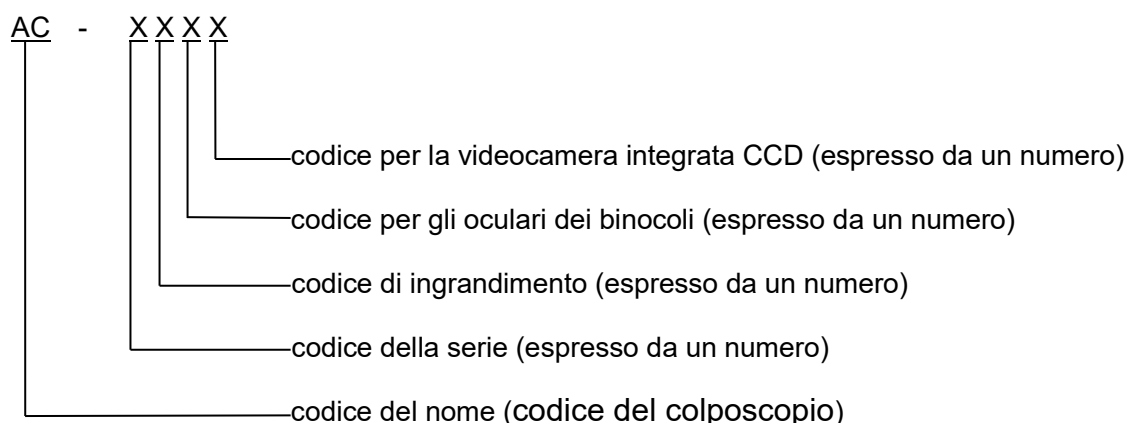 AC - X X X X
codice per la videocamera integrata CCD (espresso da un numero)
codice per gli oculari dei binocoli (espresso da un numero)
codice di ingrandimento (espresso da un numero)
codice della serie (espresso da un numero)
codice del nome (codice del colposcopio)